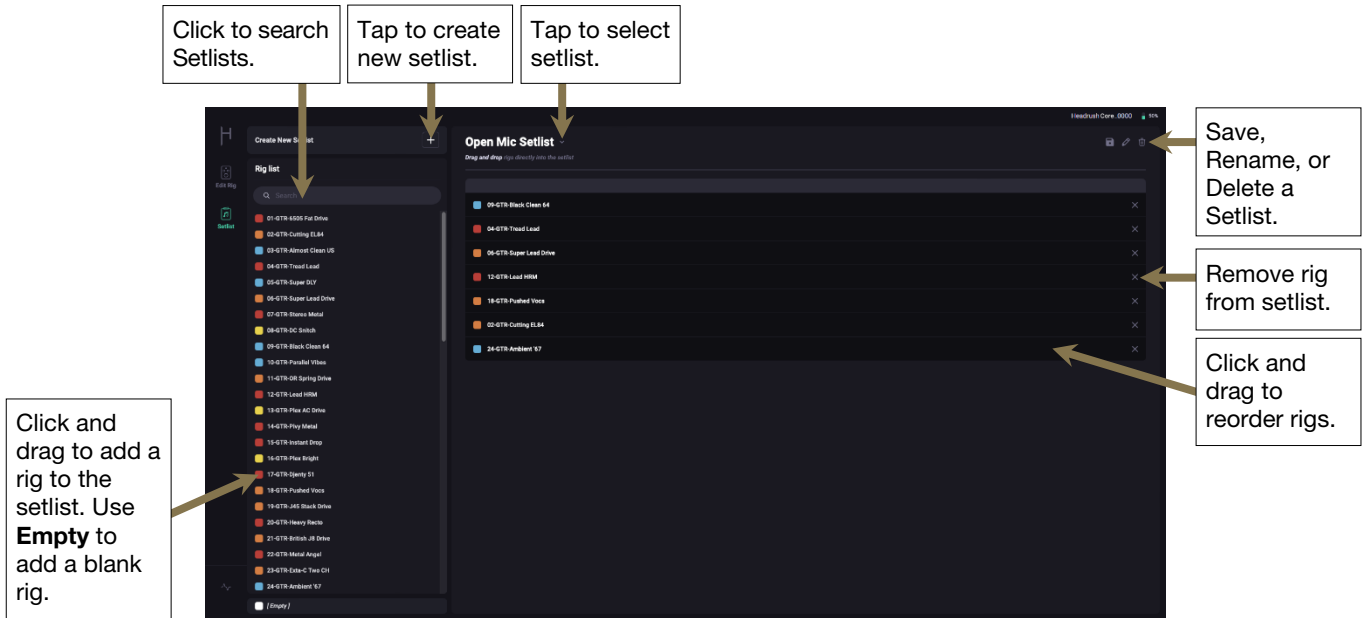 Click to search
Setlists.
Tap to create
new setlist.
Tap to select
setlist.
Headrush Core..0000
50%
Create New Setlist
+
Open Mic Setlist
Drag and drop rigs directly into the setlist
Save,
Rename, or
Delete a
Setlist.
Edit Rig
Setlist
Rig list
Search
01-GTR-6505 Fat Drive
02-GTR-Cutting EL84
03-GTR-Almost Clean US
04-GTR-Tread Lead
05-GTR-Super DLY
06-GTR-Super Lead Drive
07-GTR-Stereo Metal
08-GTR-DC Snitch
09-GTR-Black Clean 64
10-GTR-Parallel Vibes
11-GTR-OR Spring Drive
12-GTR-Lead HRM
13-GTR-Plex AC Drive
14-GTR-Pivy Metal
15-GTR-Instant Drop
16-GTR-Plex Bright
17-GTR-Djenty 51
18-GTR-Pushed Vocs
19-GTR-J45 Stack Drive
20-GTR-Heavy Recto
21-GTR-British J8 Drive
22-GTR-Metal Angel
23-GTR-Exta-C Two CH
24-GTR-Ambient '67
[ Empty ]
09-GTR-Black Clean 64
04-GTR-Tread Lead
06-GTR-Super Lead Drive
12-GTR-Lead HRM
18-GTR-Pushed Vocs
02-GTR-Cutting EL84
24-GTR-Ambient '67
Remove rig
from setlist.
Click and
drag to
reorder rigs.
Click and
drag to add a
rig to the
setlist. Use
Empty to
add a blank
rig.